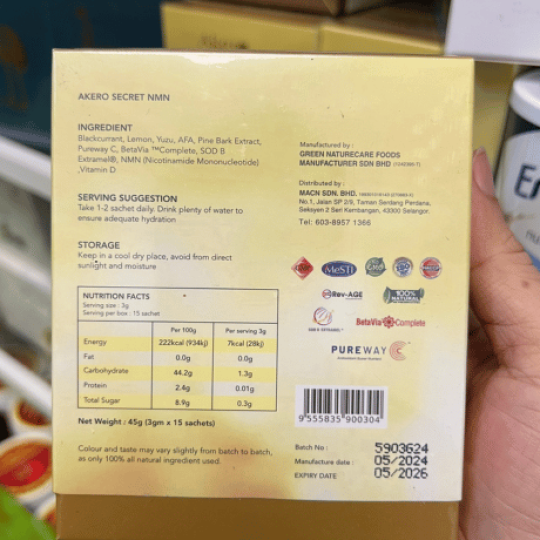 AKERO SECRET NMN
INGREDIENT
Blackcurrant, Lemon, Yuzu, AFA, Pine Bark Extract,
Pureway C, BetaVia ™Complete, SOD B
Extramel®, NMN (Nicotinamide Mononucleotide)
,Vitamin D
SERVING SUGGESTION
Take 1-2 sachet daily. Drink plenty of water to
ensure adequate hydration
STORAGE
Keep in a cool dry place, avoid from direct
sunlight and moisture
NUTRITION FACTS
Serving size : 3g
Serving per box : 15 sachet
Per 100g Per serving 3g
Energy 222kcal (934kj) 7kcal (28kj)
Fat 0.0g 0.0g
Carbohydrate 44.2g 1.3g
Protein 2.4g 0.01g
Total Sugar 8.9g 0.3g
Net Weight : 45g (3gm x 15 sachets)
Colour and taste may vary slightly from batch to batch,
as only 100% all natural ingredient used.
Manufactured by :
GREEN NATURECARE FOODS
MANUFACTURER SDN BHD
Distributed by :
MACN SDN. BHD.
No.1, Jalan SP 2/9, Taman Serdang Perdana,
Seksyen 2 Seri Kembangan, 43300 Selangor.
Tel: 603-8957 1366
MeSTI
GMP
Rev-AGE
100%
NATURAL
BetaVia Complete
PUREWAY C
9 555835 900304
Batch No : 5903624
Manufacture date : 05/2024
EXPIRY DATE 05/2026